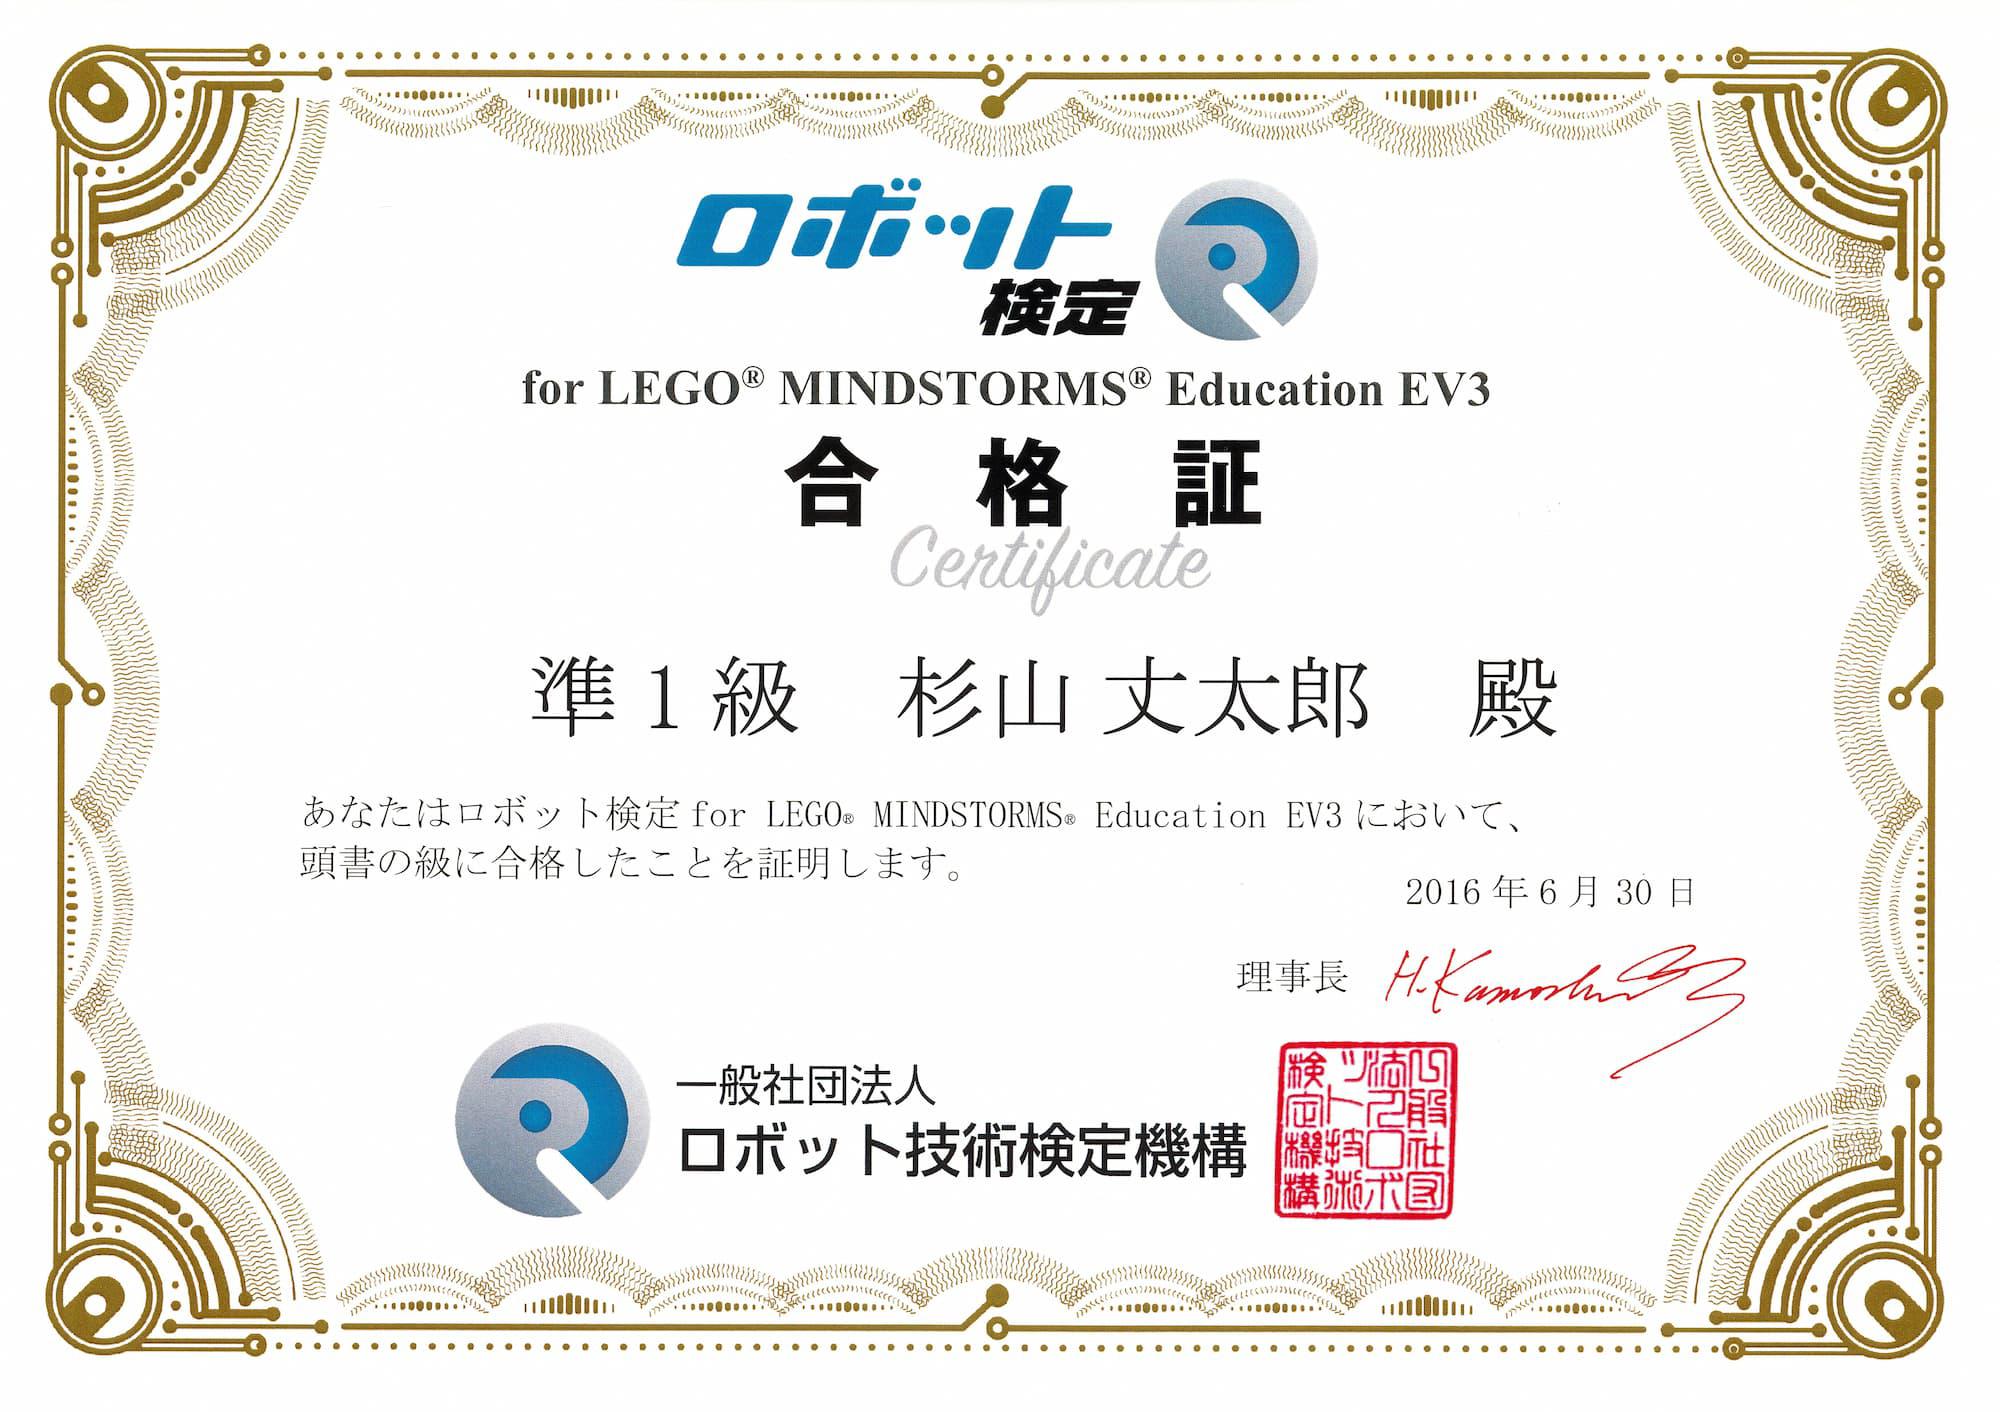 ロボット
検定
for LEGO® MINDSTORMS® Education EV3
合格証
Certificate
準1級 杉山 丈太郎 殿
あなたはロボット検定 for LEGO® MINDSTORMS® Education EV3 において、
頭書の級に合格したことを証明します。
2016年6月30日
理事長
一般社団法人
ロボット技術検定機構
一般社団
法人ロボ
ット技術
検定機構